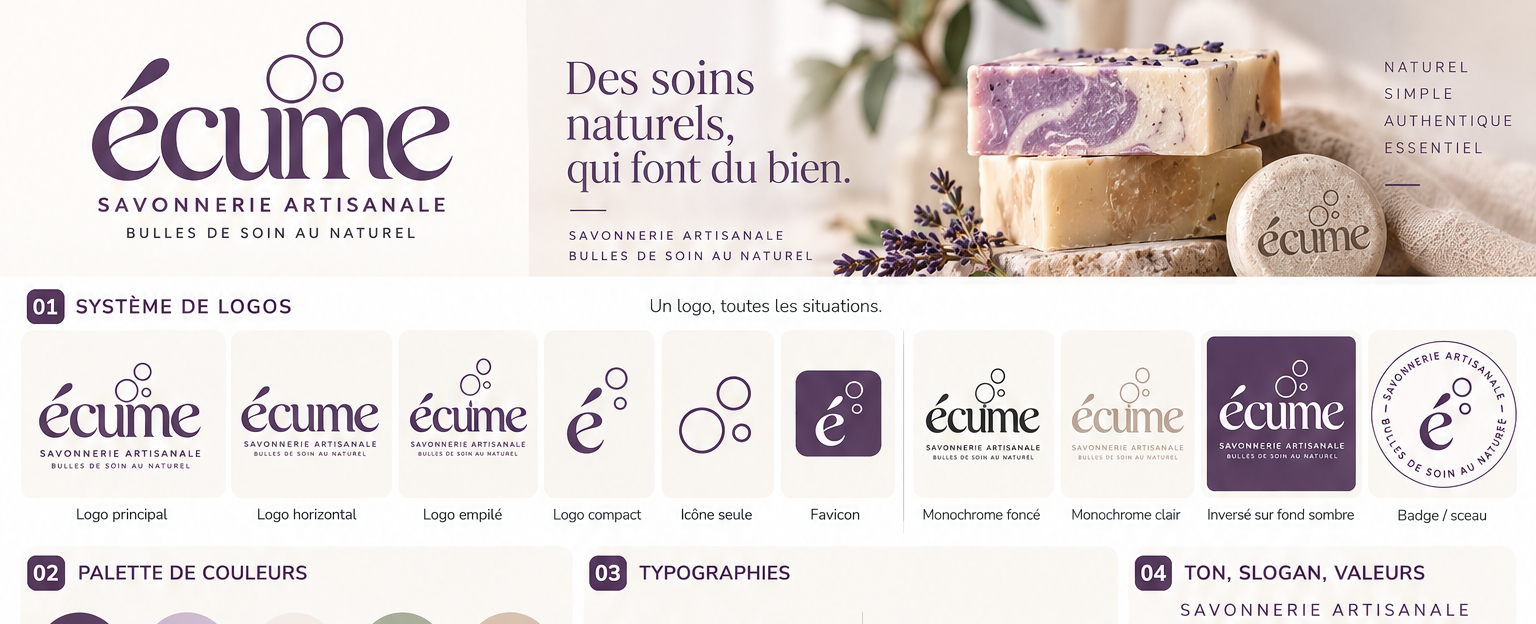 écume
SAVONNERIE ARTISANALE
BULLES DE SOIN AU NATUREL
Des soins
naturels,
qui font du bien.
SAVONNERIE ARTISANALE
BULLES DE SOIN AU NATUREL
écume
NATUREL
SIMPLE
AUTHENTIQUE
ESSENTIEL
01 SYSTÈME DE LOGOS
Un logo, toutes les situations.
écume
SAVONNERIE ARTISANALE
BULLES DE SOIN AU NATUREL
Logo principal
écume
SAVONNERIE ARTISANALE
BULLES DE SOIN AU NATUREL
Logo horizontal
écume
SAVONNERIE ARTISANALE
BULLES DE SOIN AU NATUREL
Logo empilé
é
Logo compact
Icône seule
é
Favicon
écume
SAVONNERIE ARTISANALE
BULLES DE SOIN AU NATUREL
Monochrome foncé
écume
SAVONNERIE ARTISANALE
BULLES DE SOIN AU NATUREL
Monochrome clair
écume
SAVONNERIE ARTISANALE
BULLES DE SOIN AU NATUREL
Inversé sur fond sombre
— SAVONNERIE ARTISANALE —
é
BULLES DE SOIN AU
Badge / sceau
02 PALETTE DE COULEURS
03 TYPOGRAPHIES
04 TON, SLOGAN, VALEURS
SAVONNERIE ARTISANALE